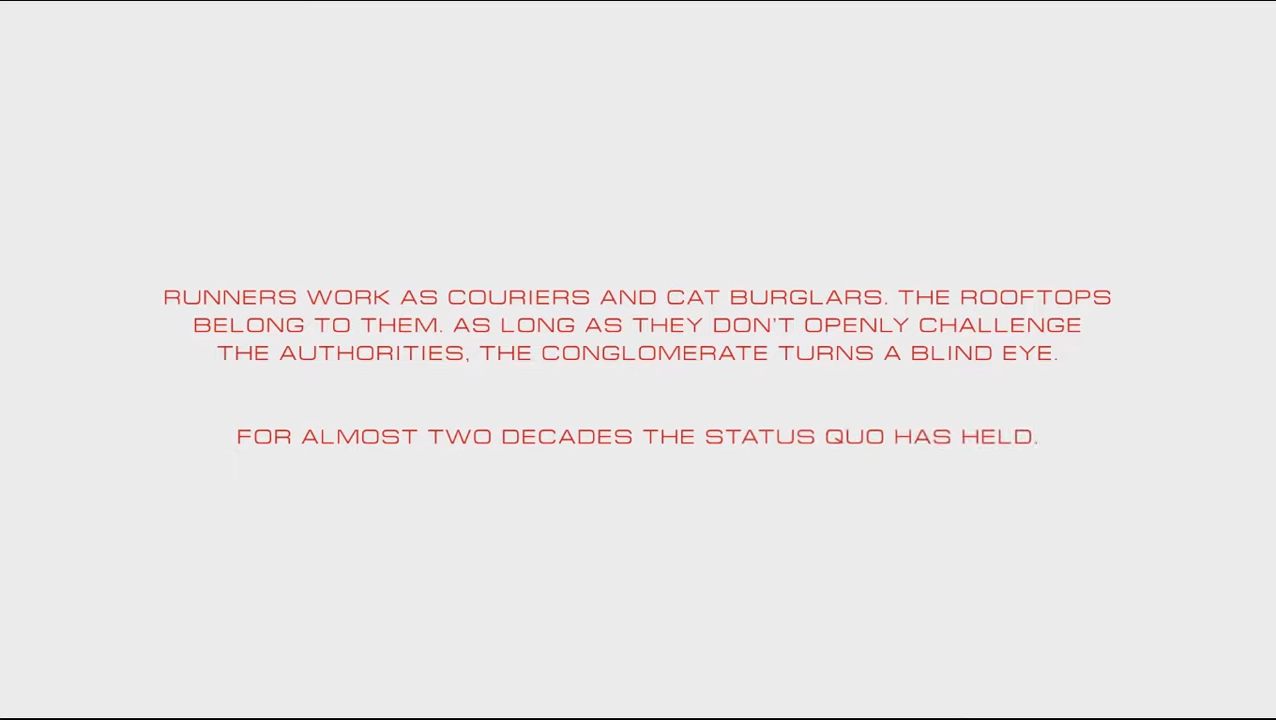 RUNNERS WORK AS COURIERS AND CAT BURGLARS. THE ROOFTOPS
BELONG TO THEM. AS LONG AS THEY DON'T OPENLY CHALLENGE
THE AUTHORITIES, THE CONGLOMERATE TURNS A BLIND EYE.
FOR ALMOST TWO DECADES THE STATUS QUO HAS HELD.